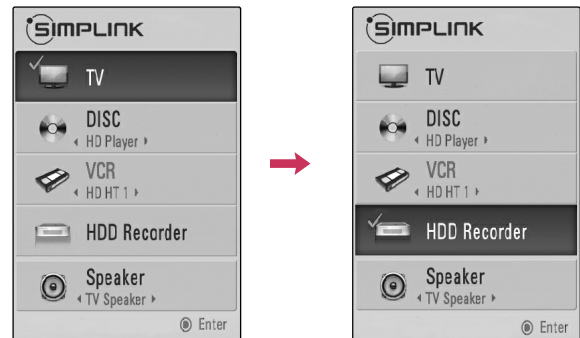 SIMPLINK
TV
DISC
◀ HD Player ▶
VCR
◀ HD HT 1 ▶
HDD Recorder
Speaker
◀ TV Speaker ▶
◉ Enter
SIMPLINK
TV
DISC
◀ HD Player ▶
VCR
◀ HD HT 1 ▶
HDD Recorder
Speaker
◀ TV Speaker ▶
◉ Enter